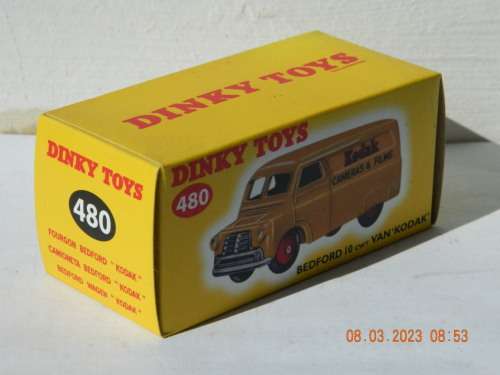 DINKY TOYS
DINKY TOYS
480
FOURGON BEDFORD "KODAK"
CAMIONETA BEDFORD "KODAK"
BEDFORD WAGEN "KODAK"
DINKY TOYS
480
Kodak
CAMERAS & FILMS
BEDFORD 10 CWT VAN 'KODAK'
08.03.2023 08:53